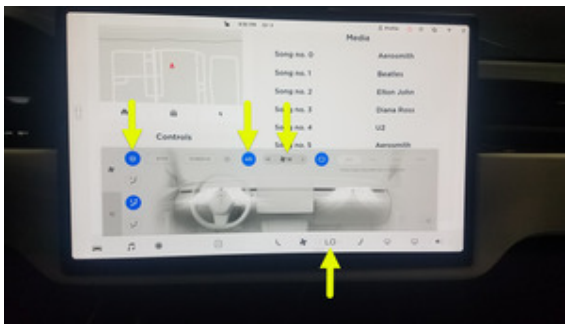 Media
Song no. 0 Aerosmith
Song no. 1 Beatles
Song no. 2 Elton John
Song no. 3 Diana Ross
Song no. 4 U2
Song no. 5 Aerosmith
Controls
LO